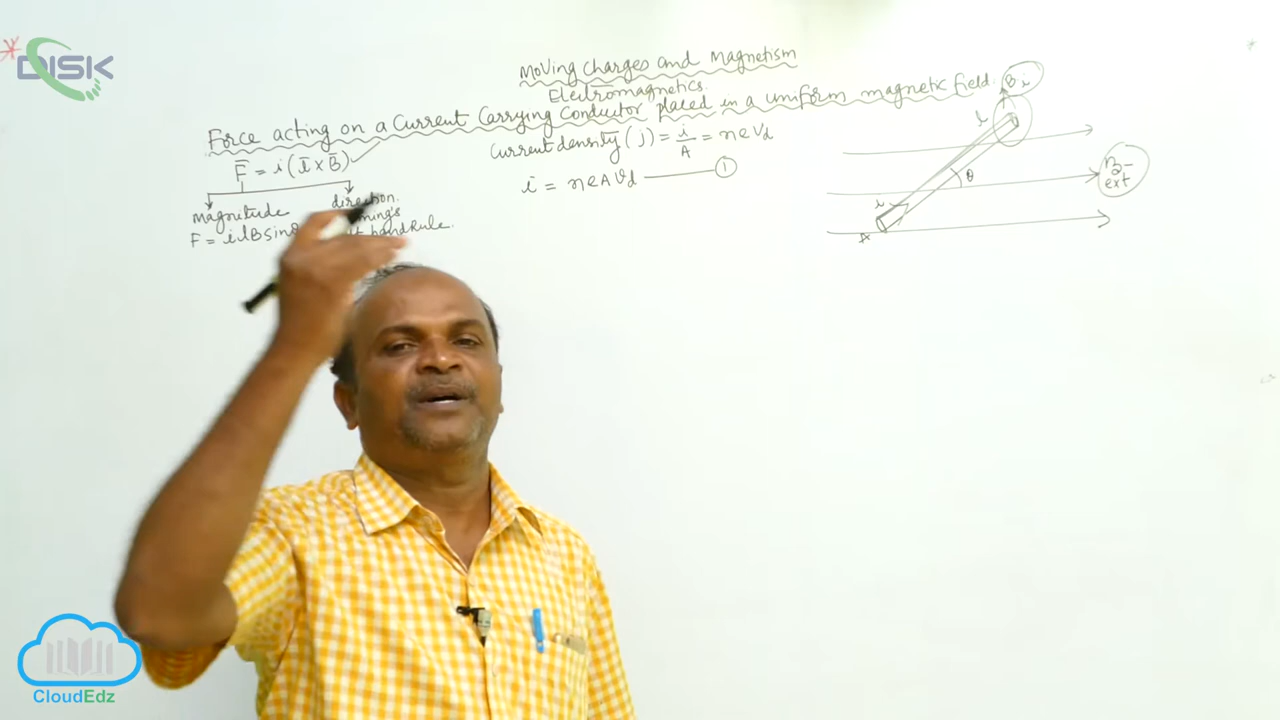 DISK
Moving charges and Magnetism
Electromagnetics.
Force acting on a current carrying conductor placed in a uniform magnetic field.
F̅ = i (l̅ × B̅)
magnitude
direction.
F = ilBsin
hand Rule.
Current density (j) = i/A = neVd
i = neAVd —— ①
Bi
l
θ
i
A
B-
ext
CloudEdz